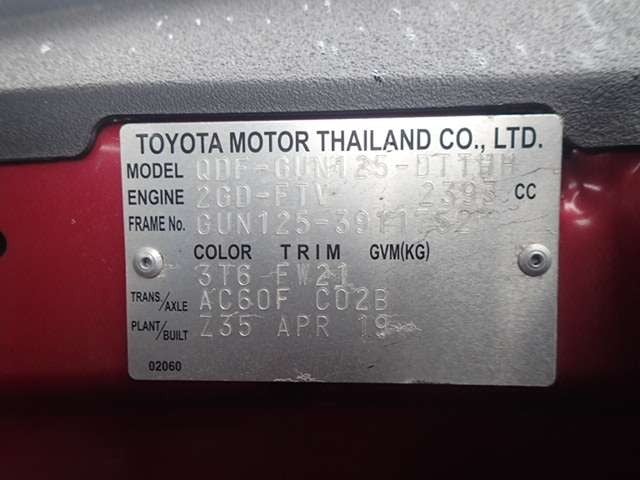 TOYOTA MOTOR THAILAND CO., LTD.
MODEL QDF-GUN125-DTTHH
ENGINE 2GD-FTV 2393 CC
FRAME No.
COLOR TRIM GVM(KG)
3T6 FW21
TRANS./AXLE AC60F C02B
PLANT/BUILT Z35 APR 19
02060